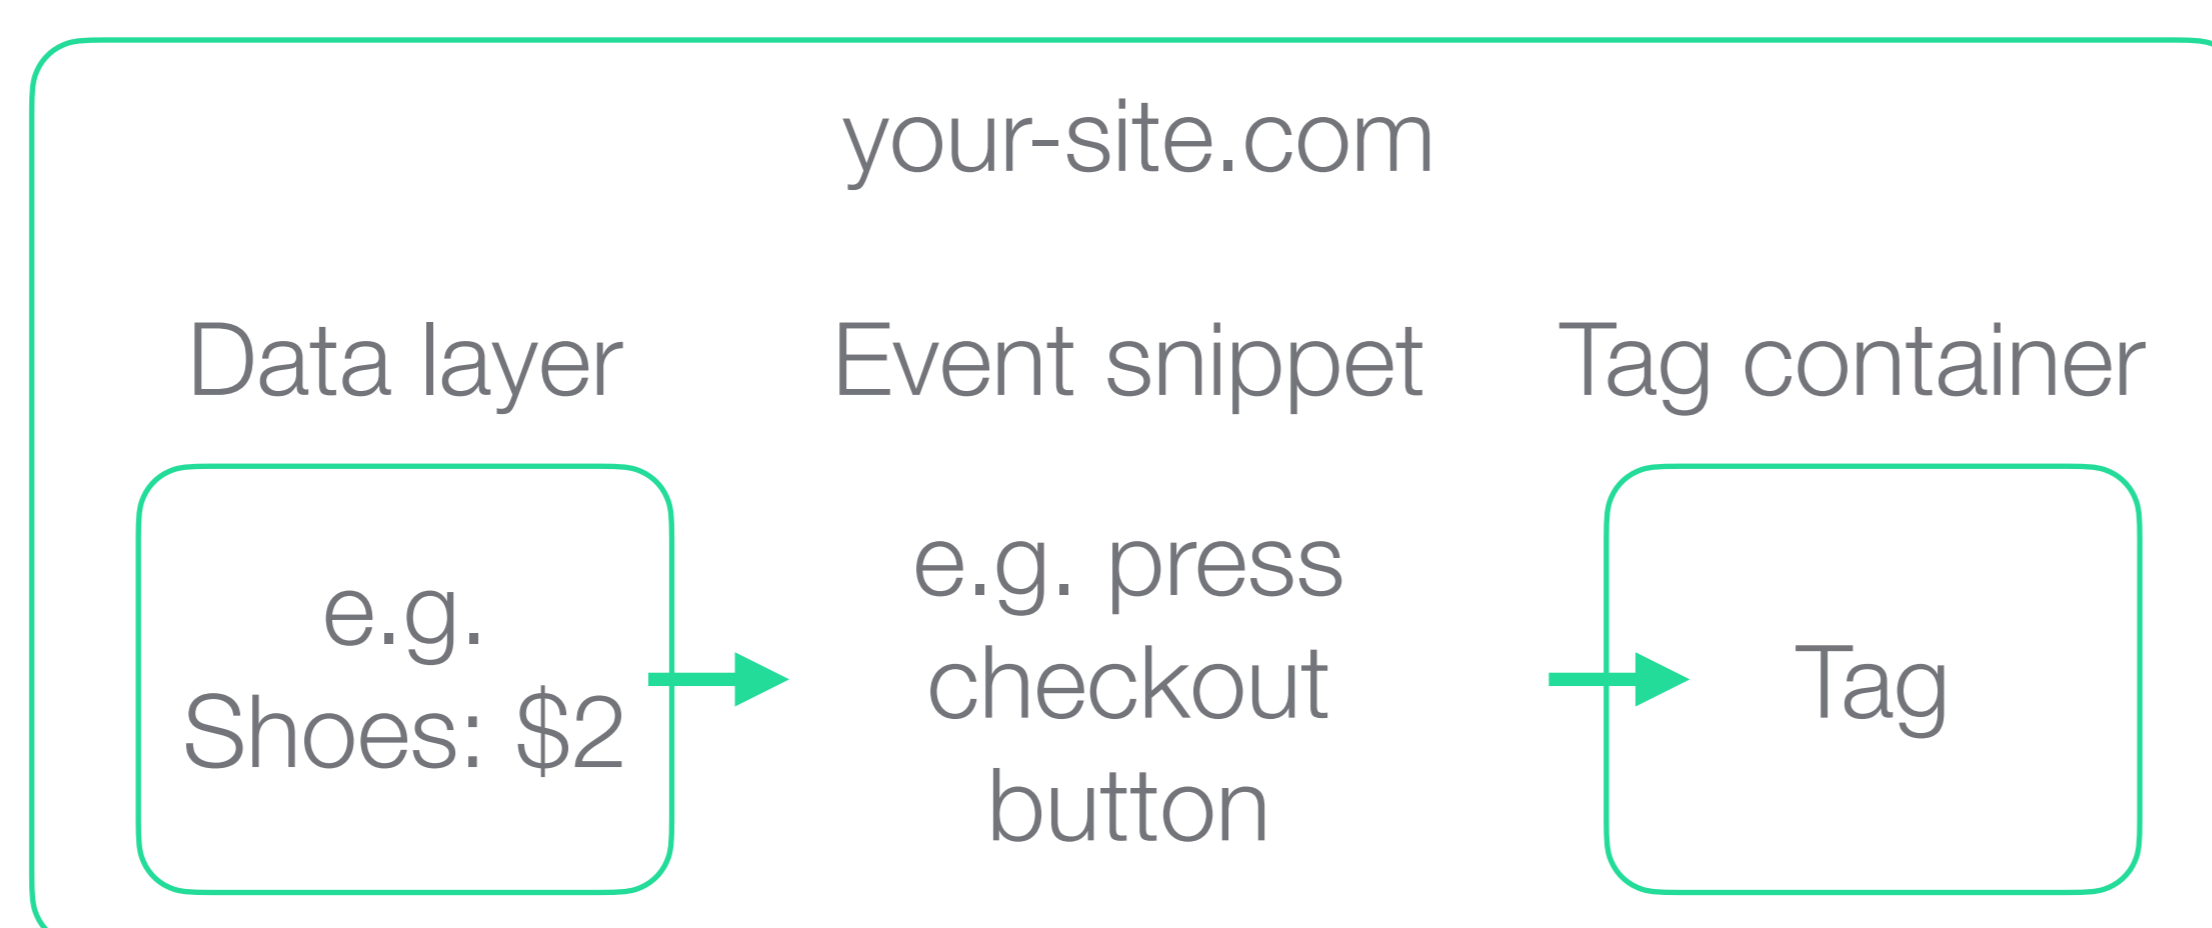 your-site.com
Data layer
Event snippet
Tag container
e.g.
Shoes: $2
e.g. press
checkout
button
Tag